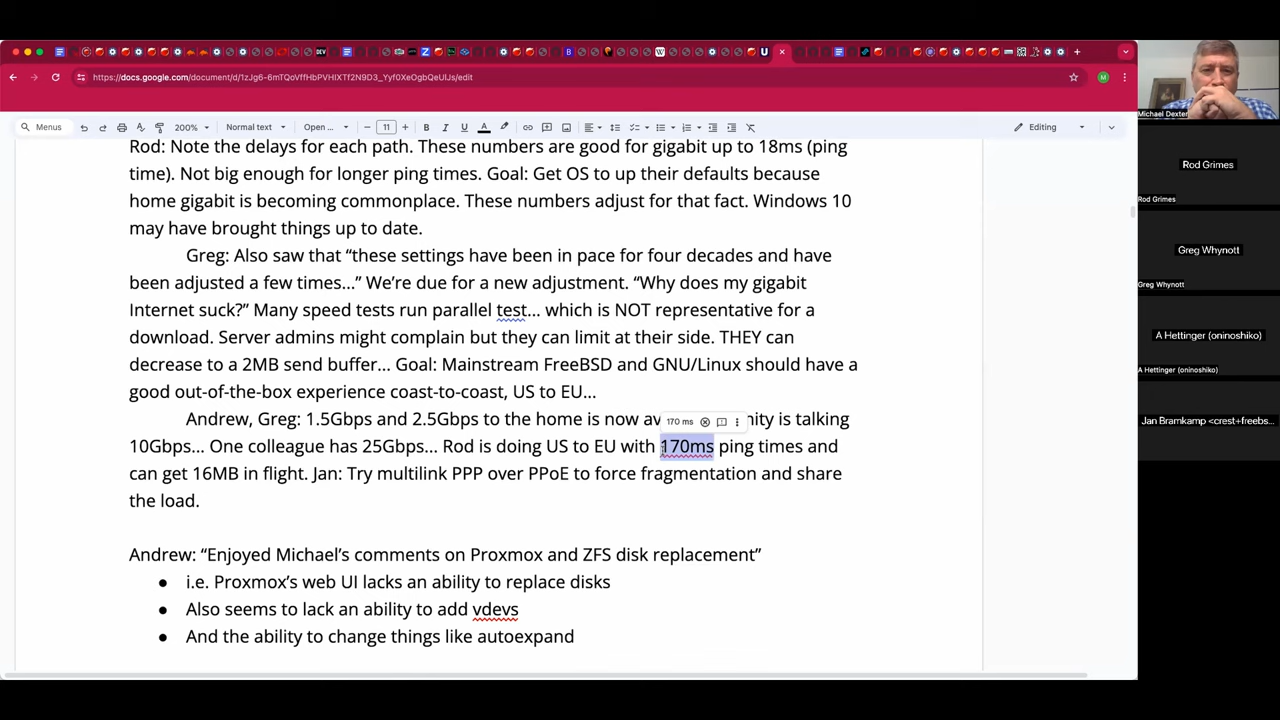 https://docs.google.com/document/d/1zJg6-6mTQoVffHbPVHIXTf2N9D3_Yyf0XeOgbQeUIJs/edit
M
Menus
200%
Normal text
Open ...
11
B
Editing
Rod: Note the delays for each path. These numbers are good for gigabit up to 18ms (ping
time). Not big enough for longer ping times. Goal: Get OS to up their defaults because
home gigabit is becoming commonplace. These numbers adjust for that fact. Windows 10
may have brought things up to date.
Greg: Also saw that “these settings have been in pace for four decades and have
been adjusted a few times...” We’re due for a new adjustment. “Why does my gigabit
Internet suck?” Many speed tests run parallel test... which is NOT representative for a
download. Server admins might complain but they can limit at their side. THEY can
decrease to a 2MB send buffer... Goal: Mainstream FreeBSD and GNU/Linux should have a
good out-of-the-box experience coast-to-coast, US to EU...
170 ms
Andrew, Greg: 1.5Gbps and 2.5Gbps to the home is now av nity is talking
10Gbps... One colleague has 25Gbps... Rod is doing US to EU with 170ms ping times and
can get 16MB in flight. Jan: Try multilink PPP over PPoE to force fragmentation and share
the load.
Andrew: “Enjoyed Michael’s comments on Proxmox and ZFS disk replacement”
● i.e. Proxmox’s web UI lacks an ability to replace disks
● Also seems to lack an ability to add vdevs
● And the ability to change things like autoexpand
Michael Dexter
Rod Grimes
Rod Grimes
Greg Whynott
Greg Whynott
A Hettinger (oninoshiko)
A Hettinger (oninoshiko)
Jan Bramkamp <crest+freebs...
Jan Bramkamp <crest+freebs...